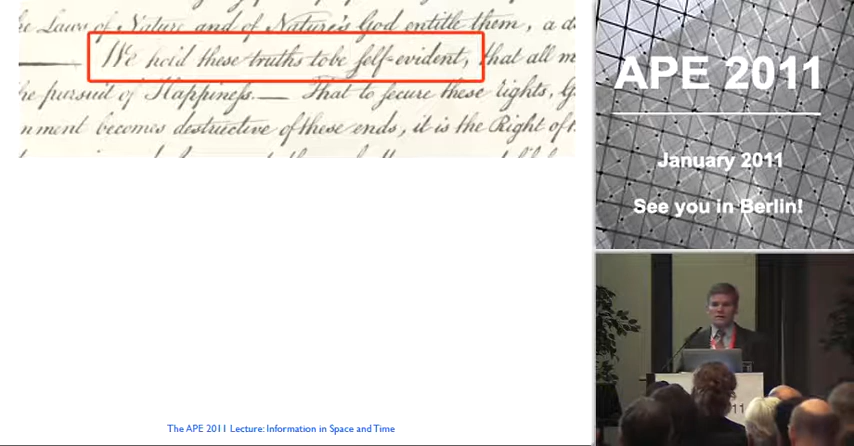 he Laws of Nature and of Nature's God entitle them, a d
We hold these truths to be self-evident, that all m
the pursuit of Happiness.— That to secure these rights, G
nment becomes destructive of these ends, it is the Right of t
The APE 2011 Lecture: Information in Space and Time
APE 2011
January 2011
See you in Berlin!
11